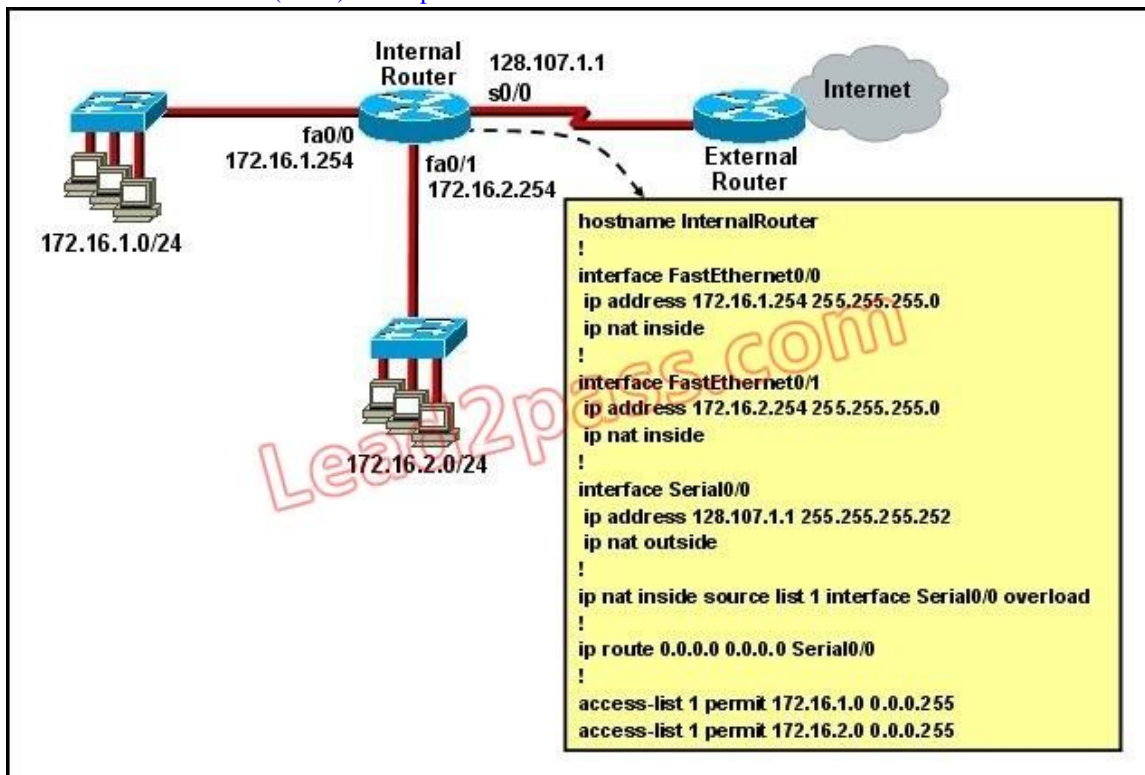 Internal
Router
128.107.1.1
s0/0
Internet
fa0/0
172.16.1.254
fa0/1
172.16.2.254
External
Router
172.16.1.0/24
172.16.2.0/24
hostname InternalRouter
!
interface FastEthernet0/0
ip address 172.16.1.254 255.255.255.0
ip nat inside
!
interface FastEthernet0/1
ip address 172.16.2.254 255.255.255.0
ip nat inside
!
interface Serial0/0
ip address 128.107.1.1 255.255.255.252
ip nat outside
!
ip nat inside source list 1 interface Serial0/0 overload
!
ip route 0.0.0.0 0.0.0.0 Serial0/0
!
access-list 1 permit 172.16.1.0 0.0.0.255
access-list 1 permit 172.16.2.0 0.0.0.255
Lead2pass.com